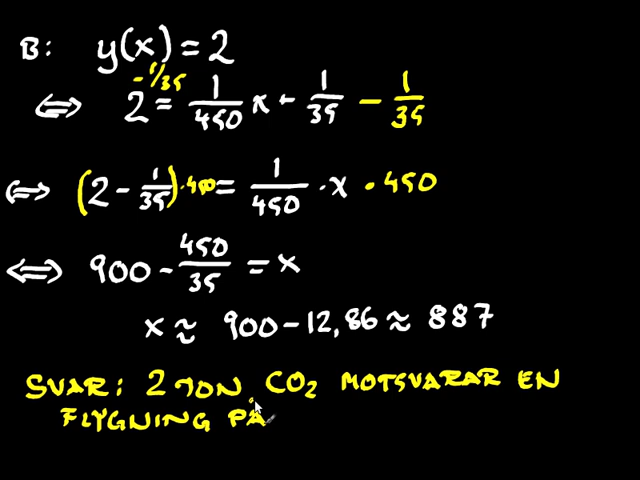 B: y(x) = 2
⇔ 2 - 1/35 = 1/450 x + 1/35 - 1/35
⇔ (2 - 1/35) · 450 = 1/450 · x · 450
⇔ 900 - 450/35 = x
x ≈ 900 - 12,86 ≈ 887
SVAR: 2 TON CO₂ MOTSVARAR EN
FLYGNING PÅ